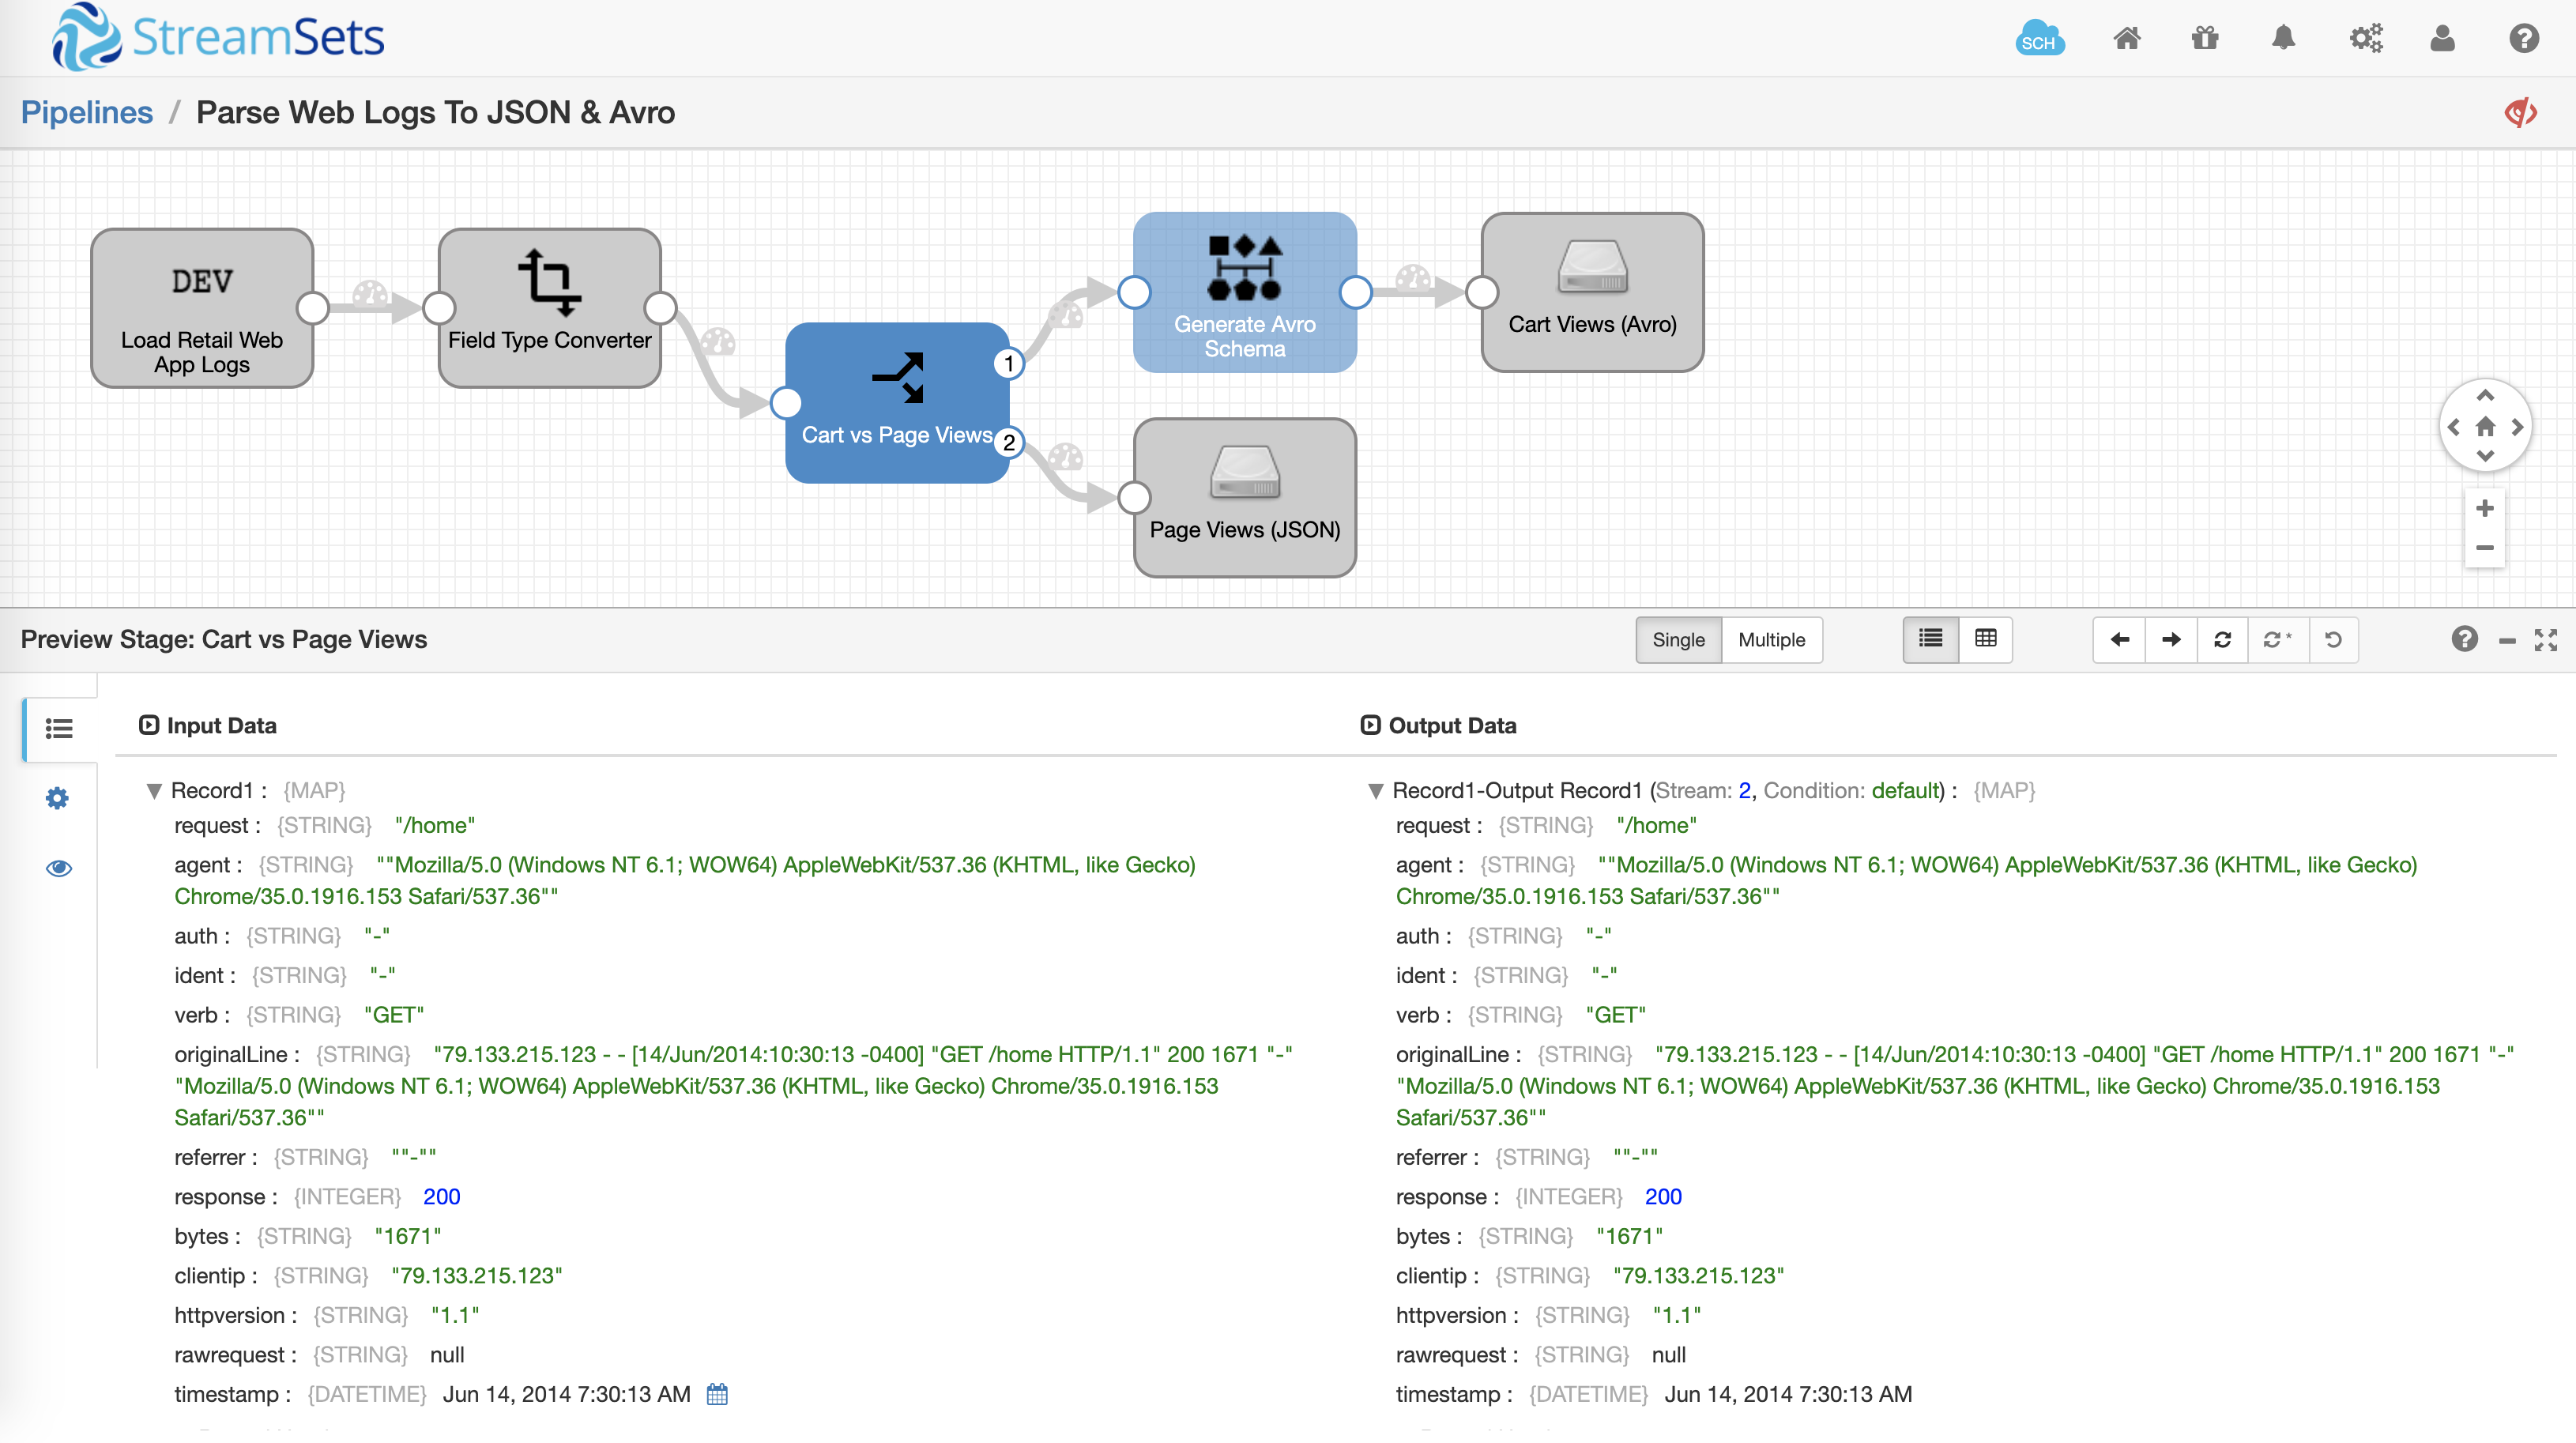 StreamSets
SCH
Pipelines / Parse Web Logs To JSON & Avro
DEV
Load Retail Web
App Logs
Field Type Converter
Cart vs Page Views
1
2
Generate Avro
Schema
Cart Views (Avro)
Page Views (JSON)
Preview Stage: Cart vs Page Views
Single
Multiple
Input Data
Record1 : {MAP}
request : {STRING} "/home"
agent : {STRING} ""Mozilla/5.0 (Windows NT 6.1; WOW64) AppleWebKit/537.36 (KHTML, like Gecko)
Chrome/35.0.1916.153 Safari/537.36""
auth : {STRING} "-"
ident : {STRING} "-"
verb : {STRING} "GET"
originalLine : {STRING} "79.133.215.123 - - [14/Jun/2014:10:30:13 -0400] "GET /home HTTP/1.1" 200 1671 "-"
"Mozilla/5.0 (Windows NT 6.1; WOW64) AppleWebKit/537.36 (KHTML, like Gecko) Chrome/35.0.1916.153
Safari/537.36""
referrer : {STRING} ""-""
response : {INTEGER} 200
bytes : {STRING} "1671"
clientip : {STRING} "79.133.215.123"
httpversion : {STRING} "1.1"
rawrequest : {STRING} null
timestamp : {DATETIME} Jun 14, 2014 7:30:13 AM
Output Data
Record1-Output Record1 (Stream: 2, Condition: default) : {MAP}
request : {STRING} "/home"
agent : {STRING} ""Mozilla/5.0 (Windows NT 6.1; WOW64) AppleWebKit/537.36 (KHTML, like Gecko)
Chrome/35.0.1916.153 Safari/537.36""
auth : {STRING} "-"
ident : {STRING} "-"
verb : {STRING} "GET"
originalLine : {STRING} "79.133.215.123 - - [14/Jun/2014:10:30:13 -0400] "GET /home HTTP/1.1" 200 1671 "-"
"Mozilla/5.0 (Windows NT 6.1; WOW64) AppleWebKit/537.36 (KHTML, like Gecko) Chrome/35.0.1916.153
Safari/537.36""
referrer : {STRING} ""-""
response : {INTEGER} 200
bytes : {STRING} "1671"
clientip : {STRING} "79.133.215.123"
httpversion : {STRING} "1.1"
rawrequest : {STRING} null
timestamp : {DATETIME} Jun 14, 2014 7:30:13 AM